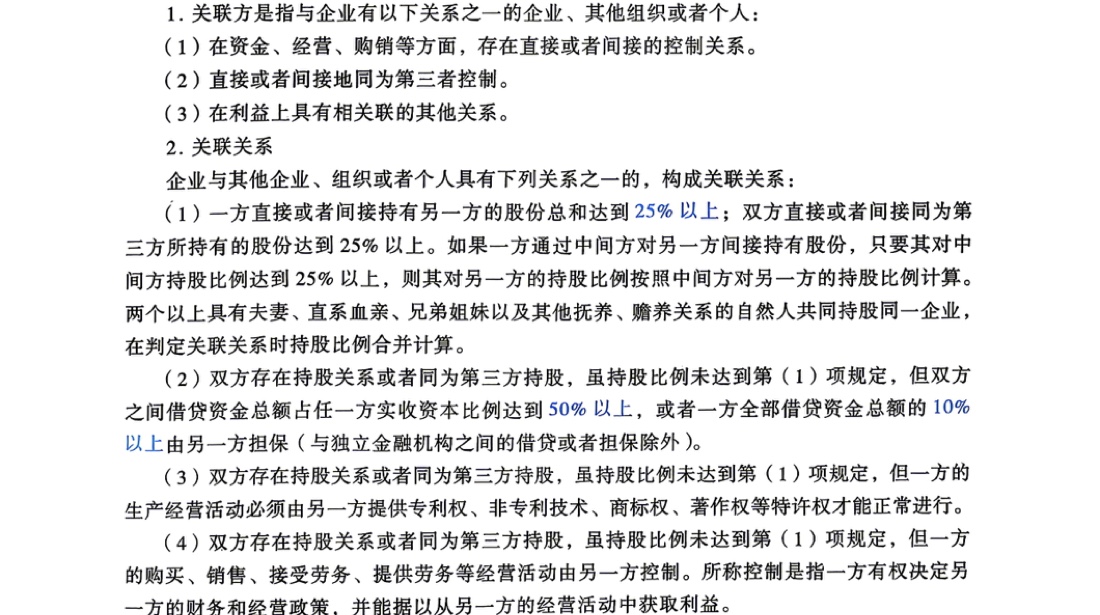 1. 关联方是指与企业有以下关系之一的企业、其他组织或者个人：
（1）在资金、经营、购销等方面，存在直接或者间接的控制关系。
（2）直接或者间接地同为第三者控制。
（3）在利益上具有相关联的其他关系。
2. 关联关系
企业与其他企业、组织或者个人具有下列关系之一的，构成关联关系：
（1）一方直接或者间接持有另一方的股份总和达到 25% 以上；双方直接或者间接同为第
三方所持有的股份达到 25% 以上。如果一方通过中间方对另一方间接持有股份，只要其对中
间方持股比例达到 25% 以上，则其对另一方的持股比例按照中间方对另一方的持股比例计算。
两个以上具有夫妻、直系血亲、兄弟姐妹以及其他抚养、赡养关系的自然人共同持股同一企业，
在判定关联关系时持股比例合并计算。
（2）双方存在持股关系或者同为第三方持股，虽持股比例未达到第（1）项规定，但双方
之间借贷资金总额占任一方实收资本比例达到 50% 以上，或者一方全部借贷资金总额的 10%
以上由另一方担保（与独立金融机构之间的借贷或者担保除外）。
（3）双方存在持股关系或者同为第三方持股，虽持股比例未达到第（1）项规定，但一方的
生产经营活动必须由另一方提供专利权、非专利技术、商标权、著作权等特许权才能正常进行。
（4）双方存在持股关系或者同为第三方持股，虽持股比例未达到第（1）项规定，但一方
的购买、销售、接受劳务、提供劳务等经营活动由另一方控制。所称控制是指一方有权决定另
一方的财务和经营政策，并能据以从另一方的经营活动中获取利益。